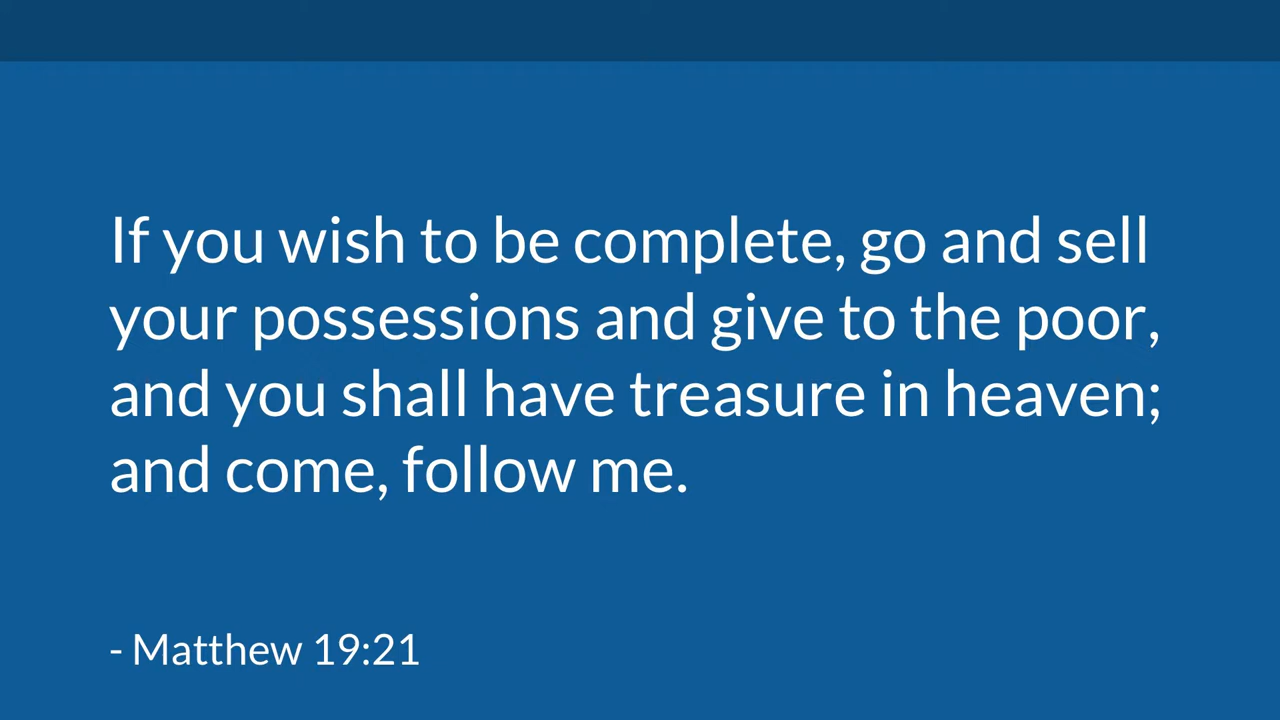 If you wish to be complete, go and sell
your possessions and give to the poor,
and you shall have treasure in heaven;
and come, follow me.
- Matthew 19:21